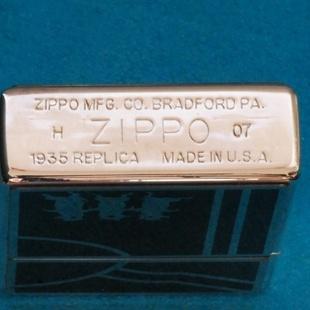 ZIPPO MFG. CO. BRADFORD PA.
H ZIPPO 07
1935 REPLICA MADE IN U.S.A.